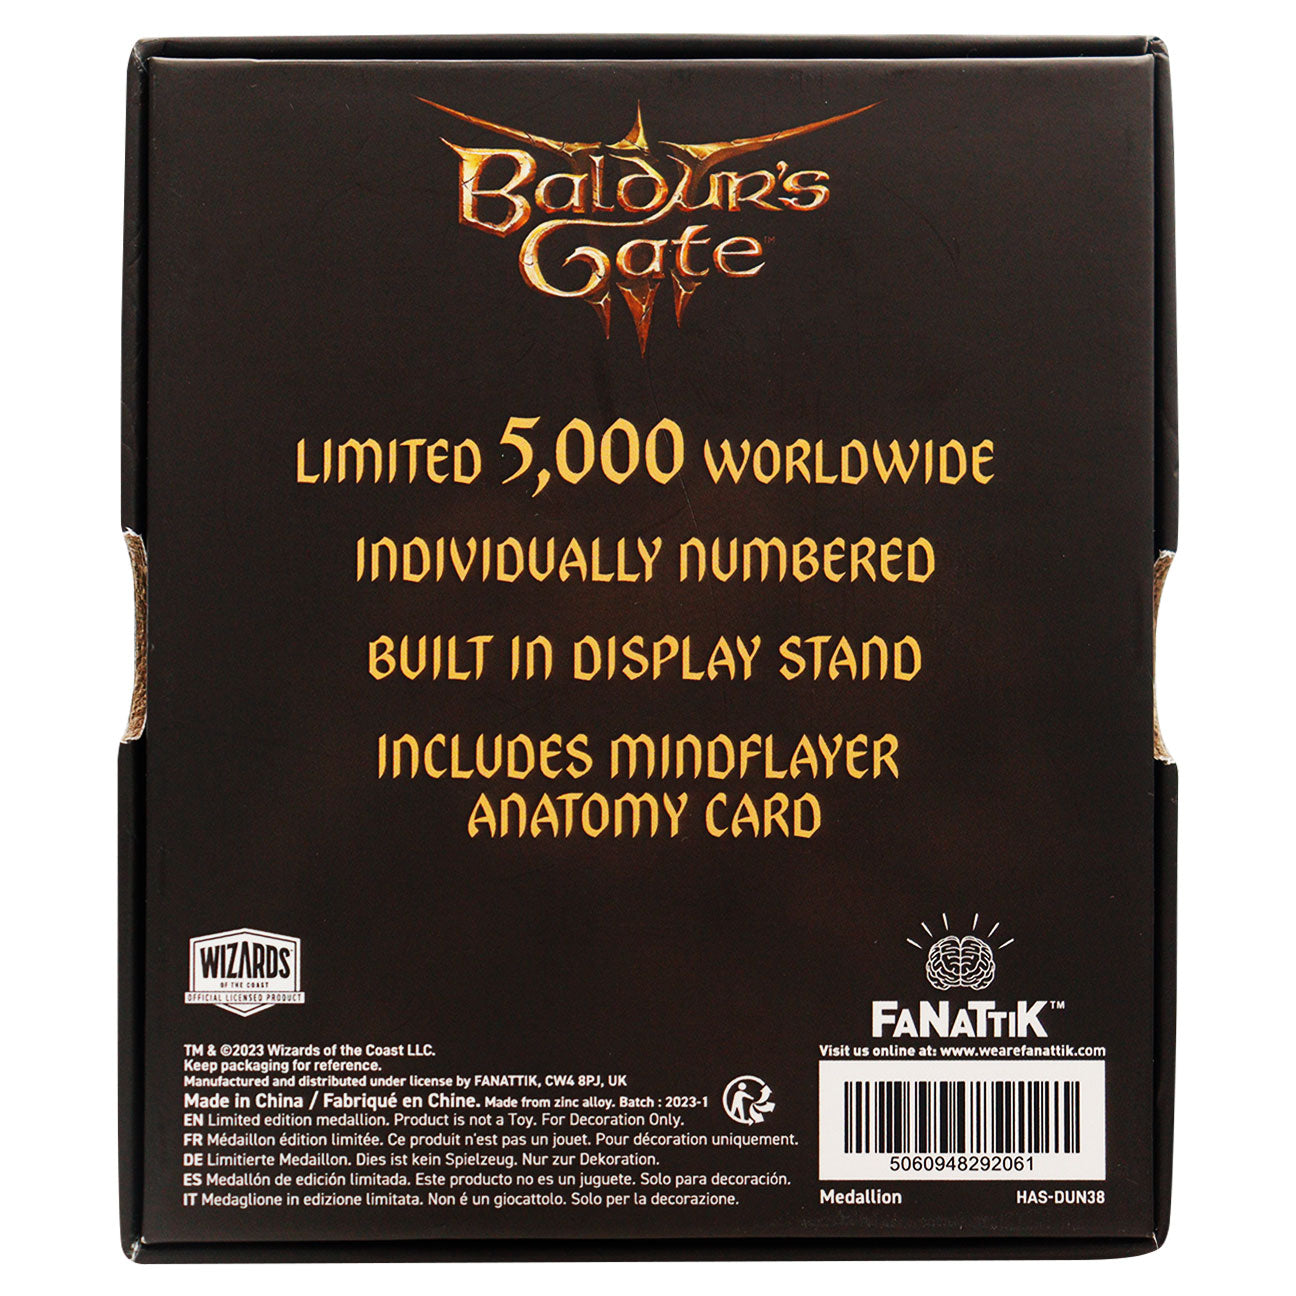 Baldur's
Gate™
LIMITED 5,000 WORLDWIDE
INDIVIDUALLY NUMBERED
BUILT IN DISPLAY STAND
INCLUDES MINDFLAYER
ANATOMY CARD
WIZARDS
OF THE COAST
OFFICIAL LICENSED PRODUCT
TM & ©2023 Wizards of the Coast LLC.
Keep packaging for reference.
Manufactured and distributed under license by FANATTIK, CW4 8PJ, UK
Made in China / Fabriqué en Chine. Made from zinc alloy. Batch : 2023-1
EN Limited edition medallion. Product is not a Toy. For Decoration Only.
FR Médaillon édition limitée. Ce produit n'est pas un jouet. Pour décoration uniquement.
DE Limitierte Medaillon. Dies ist kein Spielzeug. Nur zur Dekoration.
ES Medallón de edición limitada. Este producto no es un juguete. Solo para decoración.
IT Medaglione in edizione limitata. Non é un giocattolo. Solo per la decorazione.
FANATTIK™
Visit us online at: www.wearefanattik.com
5060948292061
Medallion HAS-DUN38